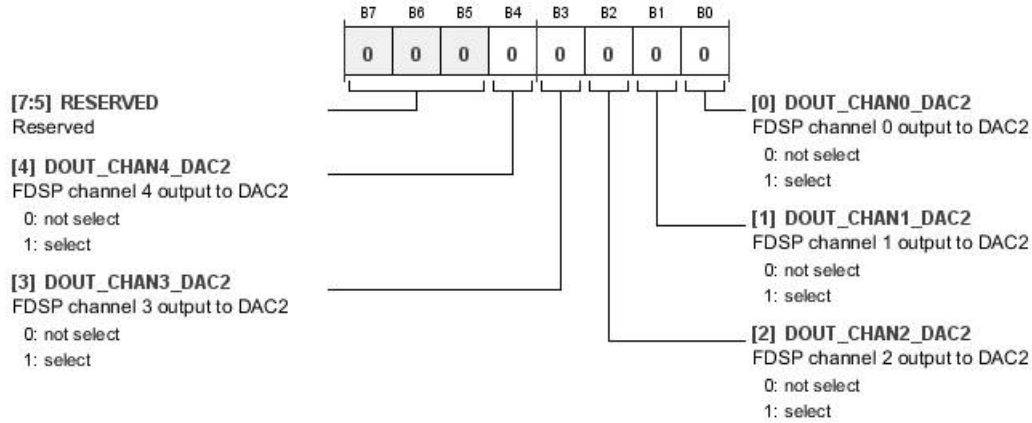 B7 B6 B5 B4 B3 B2 B1 B0
0 0 0 0 0 0 0 0
[7:5] RESERVED
Reserved
[4] DOUT_CHAN4_DAC2
FDSP channel 4 output to DAC2
0: not select
1: select
[3] DOUT_CHAN3_DAC2
FDSP channel 3 output to DAC2
0: not select
1: select
[0] DOUT_CHAN0_DAC2
FDSP channel 0 output to DAC2
0: not select
1: select
[1] DOUT_CHAN1_DAC2
FDSP channel 1 output to DAC2
0: not select
1: select
[2] DOUT_CHAN2_DAC2
FDSP channel 2 output to DAC2
0: not select
1: select